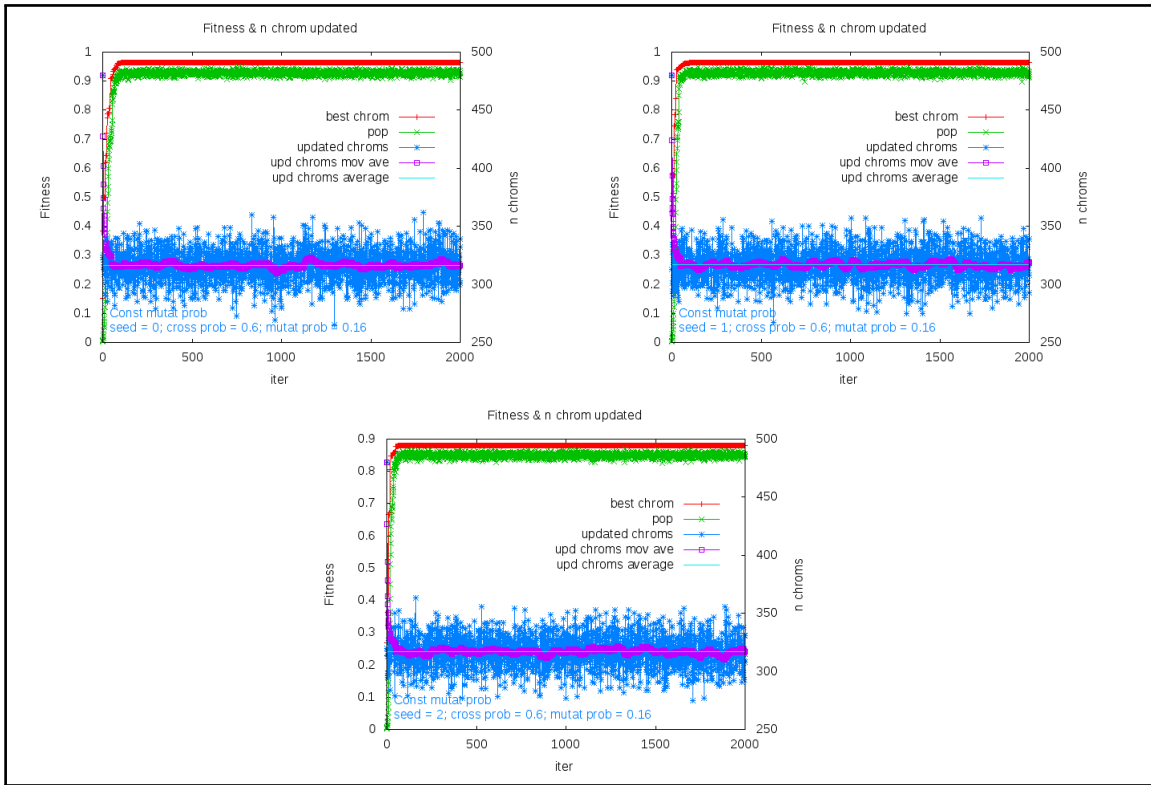 Fitness & n chrom updated
1
0.9
0.8
0.7
0.6
0.5
0.4
0.3
0.2
0.1
0
500
450
400
350
300
250
0
500
1000
1500
2000
Fitness
n chroms
iter
best chrom
pop
updated chroms
upd chroms mov ave
upd chroms average
Const mutat prob
seed = 0; cross prob = 0.6; mutat prob = 0.16
Fitness & n chrom updated
1
0.9
0.8
0.7
0.6
0.5
0.4
0.3
0.2
0.1
0
500
450
400
350
300
250
0
500
1000
1500
2000
Fitness
n chroms
iter
best chrom
pop
updated chroms
upd chroms mov ave
upd chroms average
Const mutat prob
seed = 1; cross prob = 0.6; mutat prob = 0.16
Fitness & n chrom updated
0.9
0.8
0.7
0.6
0.5
0.4
0.3
0.2
0.1
0
500
450
400
350
300
250
0
500
1000
1500
2000
Fitness
n chroms
iter
best chrom
pop
updated chroms
upd chroms mov ave
upd chroms average
Const mutat prob
seed = 2; cross prob = 0.6; mutat prob = 0.16